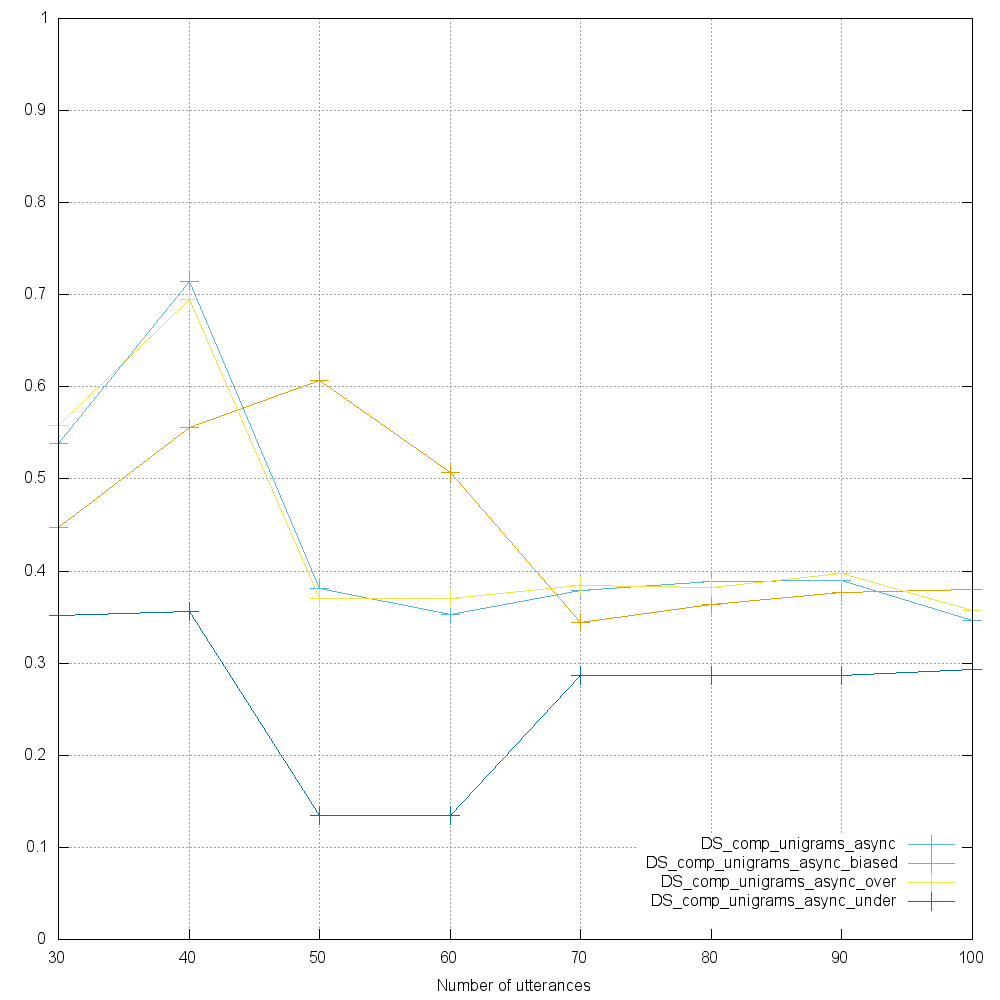 1
0.9
0.8
0.7
0.6
0.5
0.4
0.3
0.2
0.1
0
DS_comp_unigrams_async
DS_comp_unigrams_async_biased
DS_comp_unigrams_async_over
DS_comp_unigrams_async_under
30 40 50 60 70 80 90 100
Number of utterances